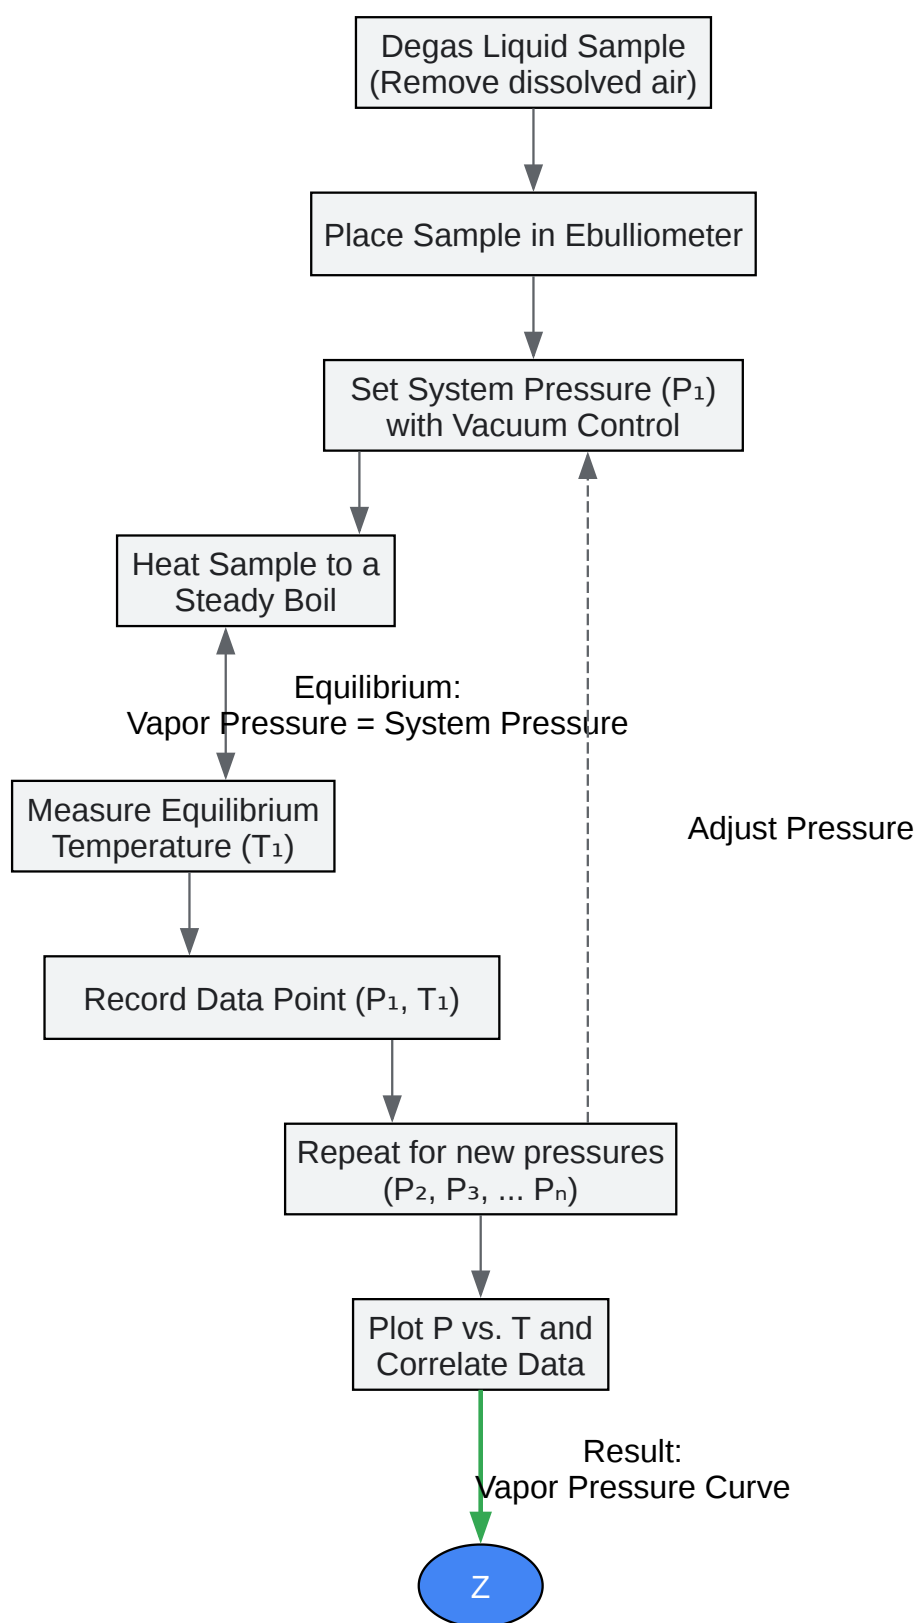 Degas Liquid Sample
(Remove dissolved air)
Place Sample in Ebulliometer
Set System Pressure (P₁)
with Vacuum Control
Heat Sample to a
Steady Boil
Equilibrium:
Vapor Pressure = System Pressure
Measure Equilibrium
Temperature (T₁)
Adjust Pressure
Record Data Point (P₁, T₁)
Repeat for new pressures
(P₂, P₃, ... Pₙ)
Plot P vs. T and
Correlate Data
Result:
Vapor Pressure Curve
Z